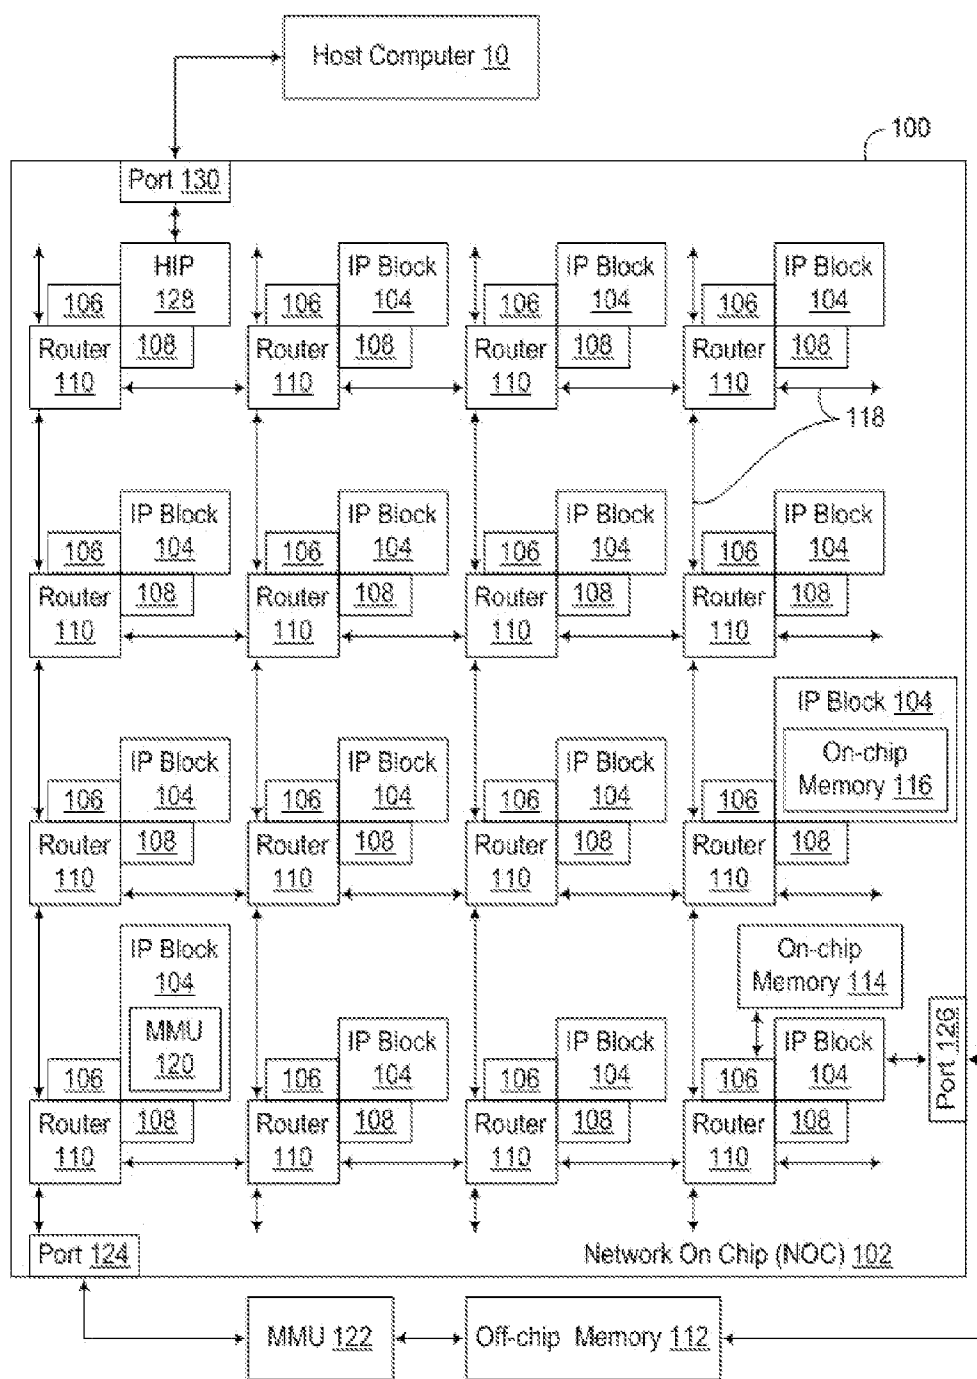 Host Computer 10
100
Port 130
HIP
128
IP Block
104
IP Block
104
IP Block
104
106
106
106
106
Router
110
108
Router
110
108
Router
110
108
Router
110
108
118
IP Block
104
IP Block
104
IP Block
104
IP Block
104
106
106
106
106
Router
110
108
Router
110
108
Router
110
108
Router
110
108
IP Block
104
IP Block
104
IP Block
104
IP Block 104
On-chip
Memory 116
106
106
106
106
Router
110
108
Router
110
108
Router
110
108
Router
110
108
IP Block
104
MMU
120
On-chip
Memory 114
IP Block
104
IP Block
104
IP Block
104
Port 126
106
106
106
106
Router
110
108
Router
110
108
Router
110
108
Router
110
108
Port 124
Network On Chip (NOC) 102
MMU 122
Off-chip Memory 112